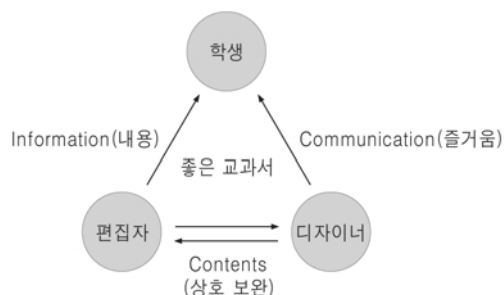 학생
Information(내용)
Communication(즐거움)
좋은 교과서
편집자
디자이너
Contents
(상호 보완)